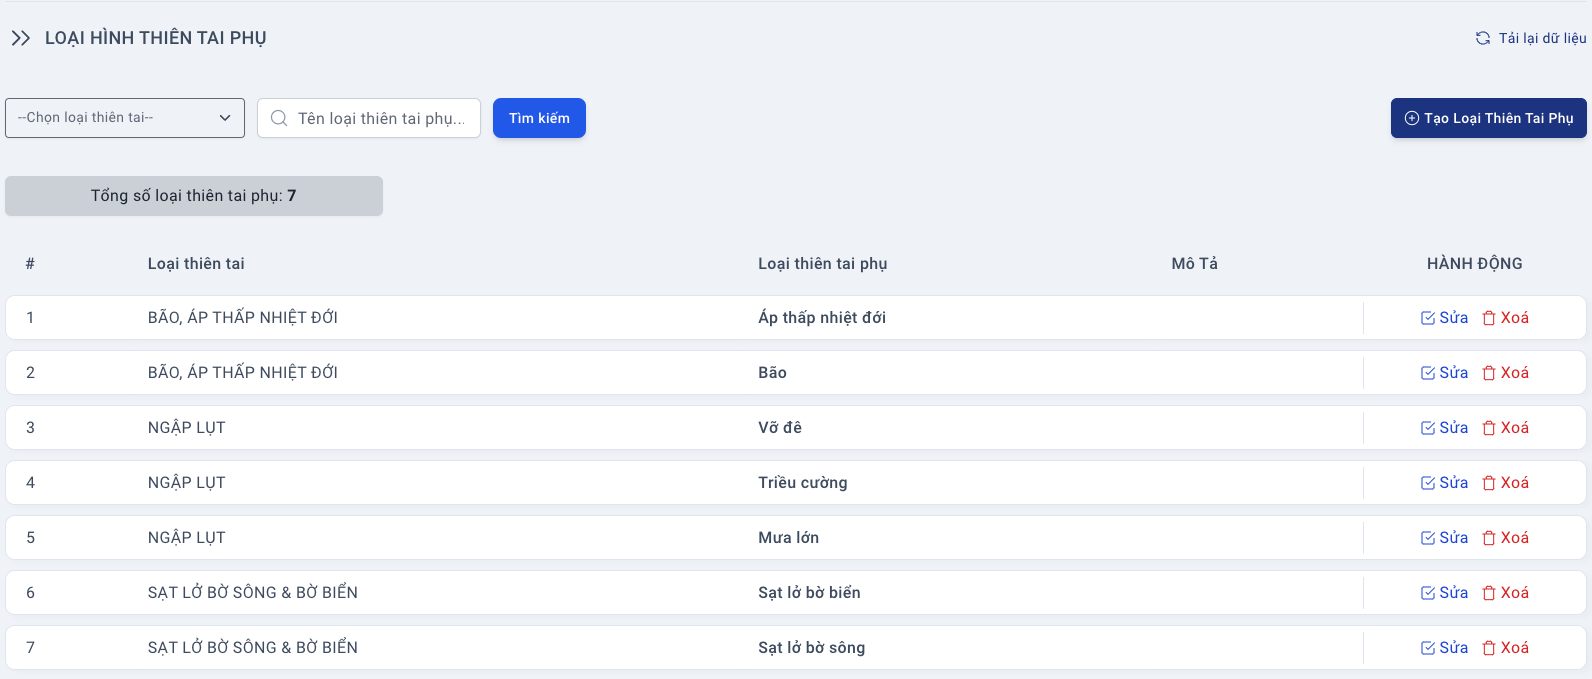 LOẠI HÌNH THIÊN TAI PHỤ
Tải lại dữ liệu
--Chọn loại thiên tai--
Tên loại thiên tai phụ...
Tìm kiếm
Tạo Loại Thiên Tai Phụ
Tổng số loại thiên tai phụ: 7
# Loại thiên tai Loại thiên tai phụ Mô Tả HÀNH ĐỘNG
1 BÃO, ÁP THẤP NHIỆT ĐỚI Áp thấp nhiệt đới Sửa Xoá
2 BÃO, ÁP THẤP NHIỆT ĐỚI Bão Sửa Xoá
3 NGẬP LỤT Vỡ đê Sửa Xoá
4 NGẬP LỤT Triều cường Sửa Xoá
5 NGẬP LỤT Mưa lớn Sửa Xoá
6 SẠT LỞ BỜ SÔNG & BỜ BIỂN Sạt lở bờ biển Sửa Xoá
7 SẠT LỞ BỜ SÔNG & BỜ BIỂN Sạt lở bờ sông Sửa Xoá